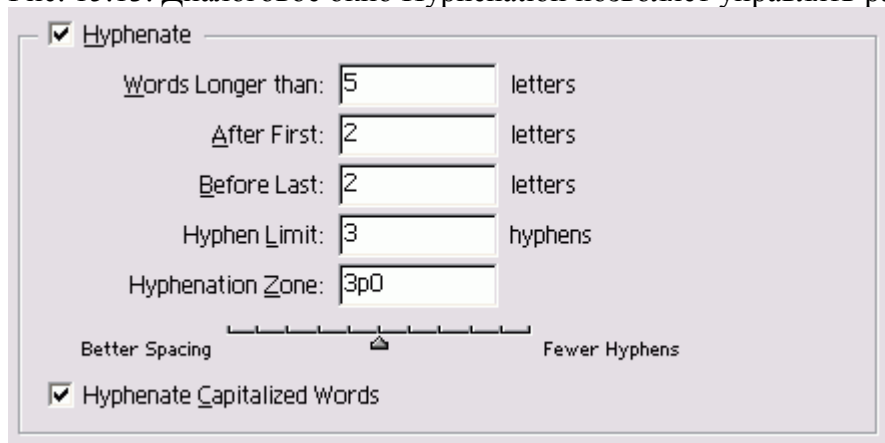 Hyphenate
Words Longer than: 5 letters
After First: 2 letters
Before Last: 2 letters
Hyphen Limit: 3 hyphens
Hyphenation Zone: 3p0
Better Spacing Fewer Hyphens
Hyphenate Capitalized Words